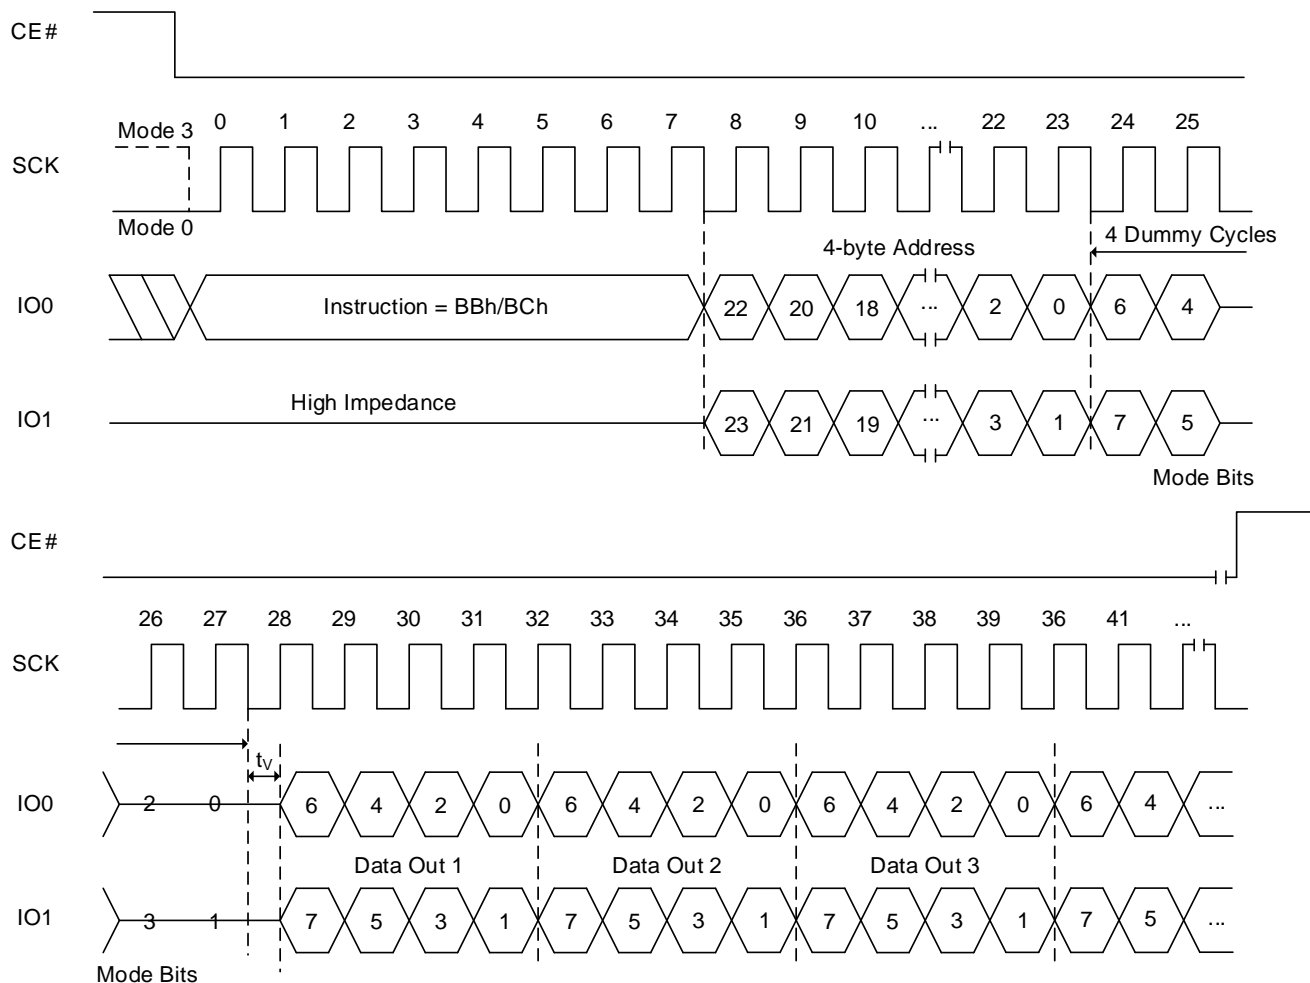 CE#
Mode 3 0 1 2 3 4 5 6 7 8 9 10 ... 22 23 24 25
SCK
Mode 0
4-byte Address 4 Dummy Cycles
IO0 Instruction = BBh/BCh 22 20 18 ... 2 0 6 4
High Impedance
IO1 23 21 19 ... 3 1 7 5
Mode Bits
CE#
26 27 28 29 30 31 32 33 34 35 36 37 38 39 36 41 ...
SCK
tV
IO0 2 0 6 4 2 0 6 4 2 0 6 4 2 0 6 4 ...
Data Out 1 Data Out 2 Data Out 3
IO1 3 1 7 5 3 1 7 5 3 1 7 5 3 1 7 5 ...
Mode Bits